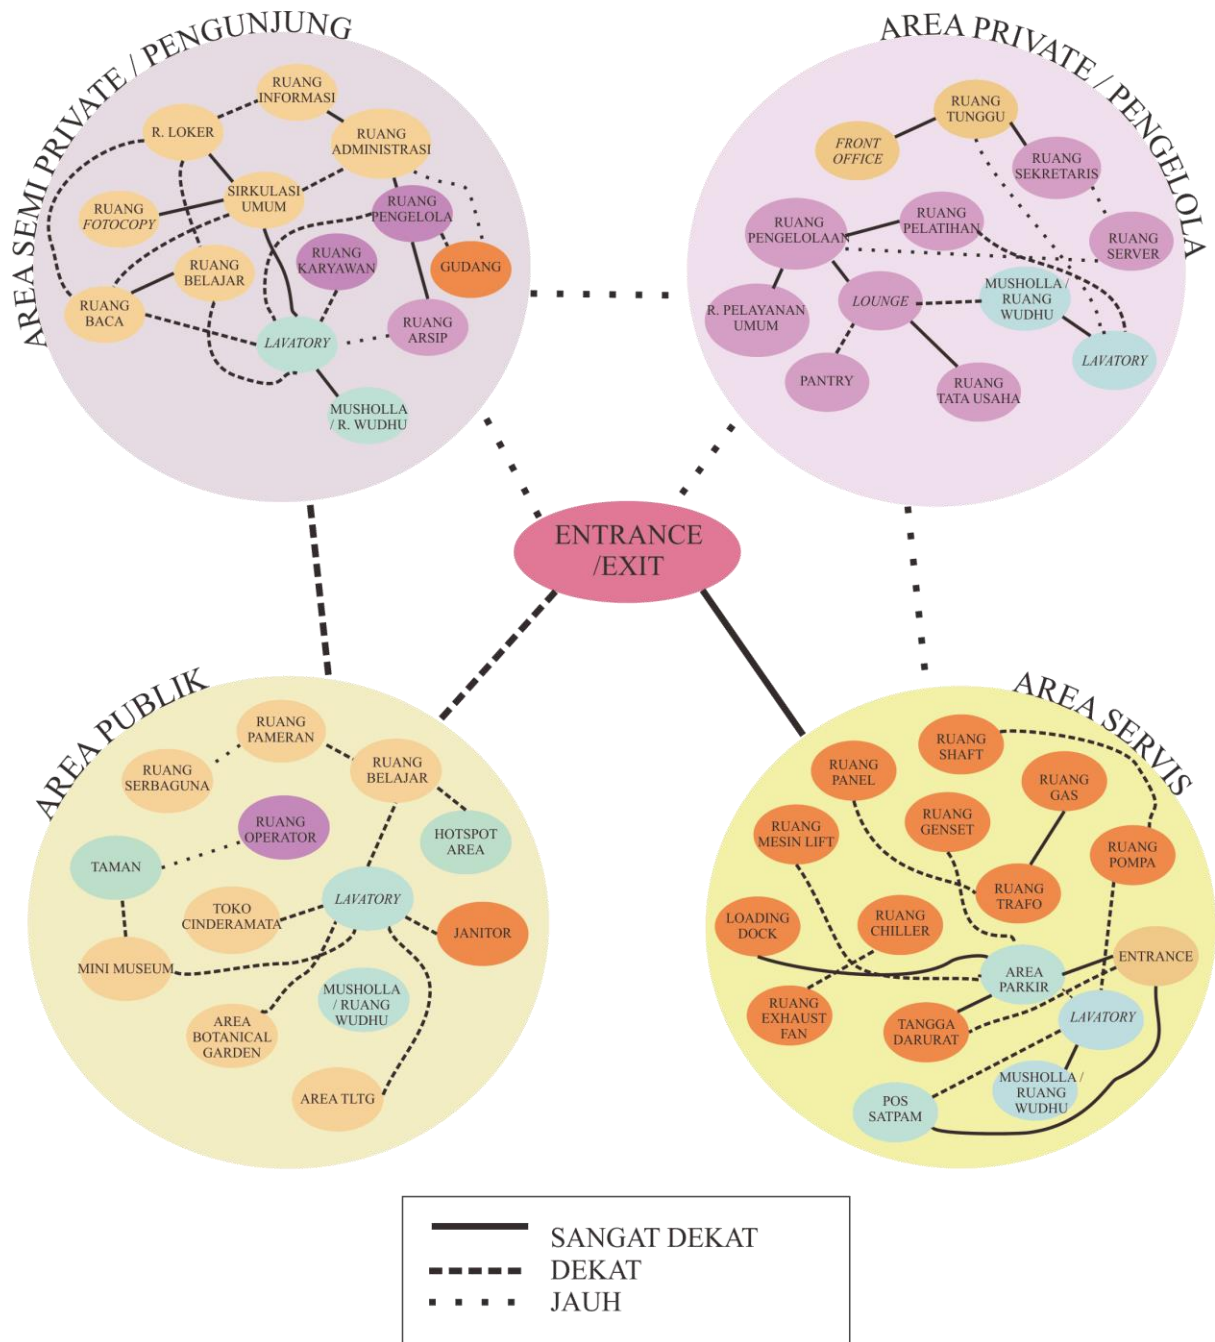 AREA SEMI PRIVATE / PENGUNJUNG
RUANG
INFORMASI
R. LOKER
RUANG
ADMINISTRASI
SIRKULASI
UMUM
RUANG
FOTOCOPY
RUANG
PENGELOLA
RUANG
KARYAWAN
GUDANG
RUANG
BELAJAR
RUANG
BACA
RUANG
ARSIP
LAVATORY
MUSHOLLA
/ R. WUDHU
AREA PRIVATE / PENGELOLA
RUANG
TUNGGU
FRONT
OFFICE
RUANG
SEKRETARIS
RUANG
PELATIHAN
RUANG
PENGELOLAAN
RUANG
SERVER
MUSHOLLA /
RUANG
WUDHU
LOUNGE
R. PELAYANAN
UMUM
LAVATORY
PANTRY
RUANG
TATA USAHA
ENTRANCE
/EXIT
AREA PUBLIK
RUANG
PAMERAN
RUANG
SERBAGUNA
RUANG
BELAJAR
RUANG
OPERATOR
HOTSPOT
AREA
TAMAN
LAVATORY
TOKO
CINDERAMATA
JANITOR
MINI MUSEUM
MUSHOLLA
/ RUANG
WUDHU
AREA
BOTANICAL
GARDEN
AREA TLTG
AREA SERVIS
RUANG
SHAFT
RUANG
PANEL
RUANG
GAS
RUANG
GENSET
RUANG
MESIN LIFT
RUANG
POMPA
RUANG
TRAFO
LOADING
DOCK
RUANG
CHILLER
ENTRANCE
AREA
PARKIR
RUANG
EXHAUST
FAN
TANGGA
DARURAT
LAVATORY
MUSHOLLA /
RUANG
WUDHU
POS
SATPAM
SANGAT DEKAT
DEKAT
JAUH